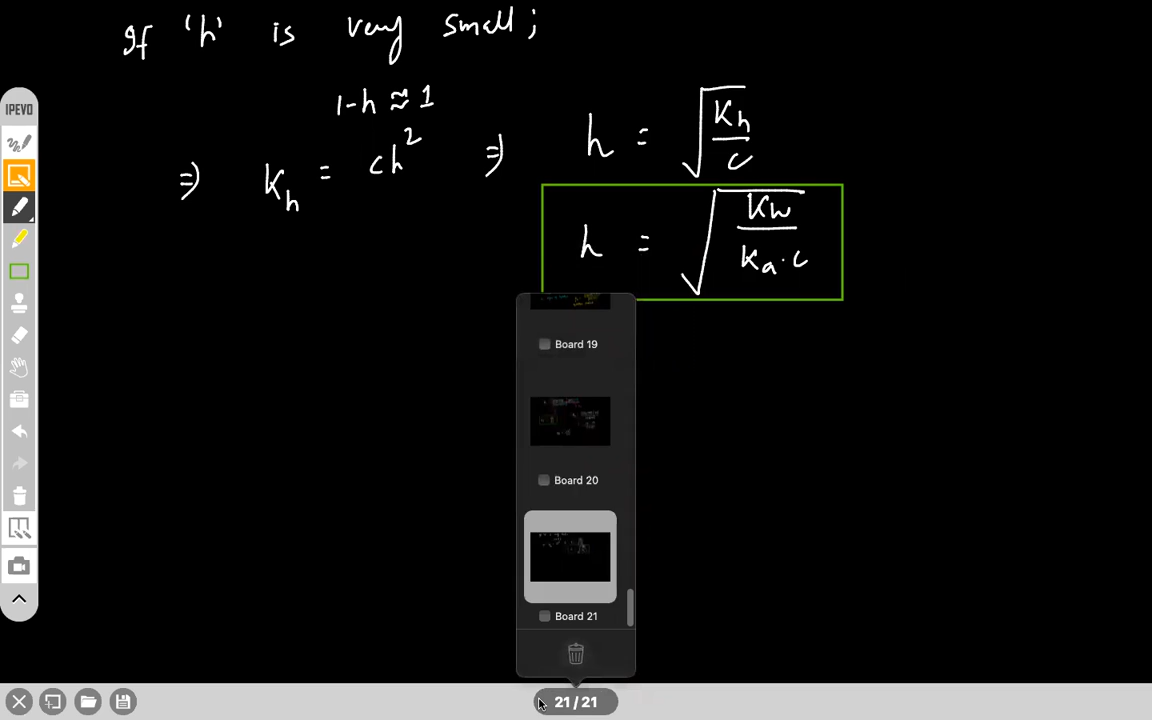 If 'h' is very small;
1-h ≈ 1
⇒ Kh = ch² ⇒ h = √(Kh/c)
h = √(Kw/Ka·c)
IPEVO
Board 19
Board 20
Board 21
21 / 21